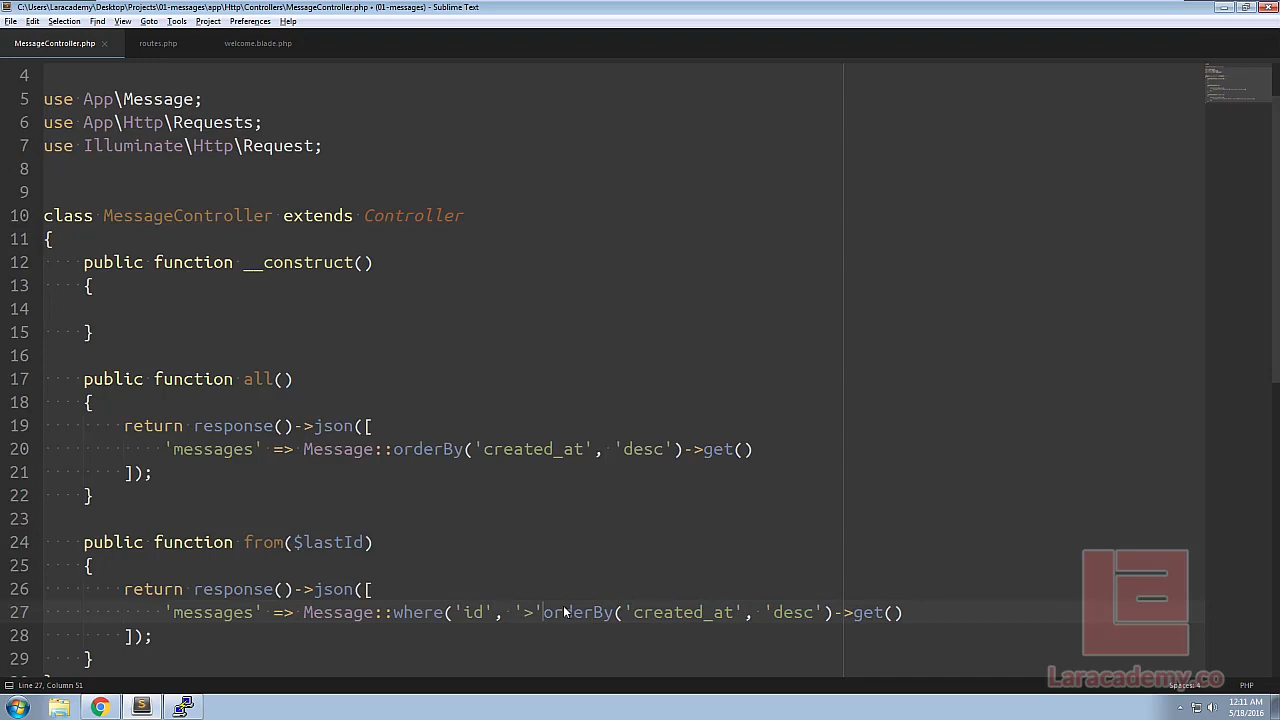 C:\Users\Laracademy\Desktop\Projects\01-messages\app\Http\Controllers\MessageController.php • (01-messages) - Sublime Text
File Edit Selection Find View Goto Tools Project Preferences Help
MessageController.php × routes.php welcome.blade.php
4
5 use App\Message;
6 use App\Http\Requests;
7 use Illuminate\Http\Request;
8
9
10 class MessageController extends Controller
11 {
12 public function __construct()
13 {
14
15 }
16
17 public function all()
18 {
19 return response()->json([
20 'messages' => Message::orderBy('created_at', 'desc')->get()
21 ]);
22 }
23
24 public function from($lastId)
25 {
26 return response()->json([
27 'messages' => Message::where('id', '>'orderBy('created_at', 'desc')->get()
28 ]);
29 }
Laracademy.co
Line 27, Column 51 Spaces: 4 PHP
12:11 AM
5/18/2016